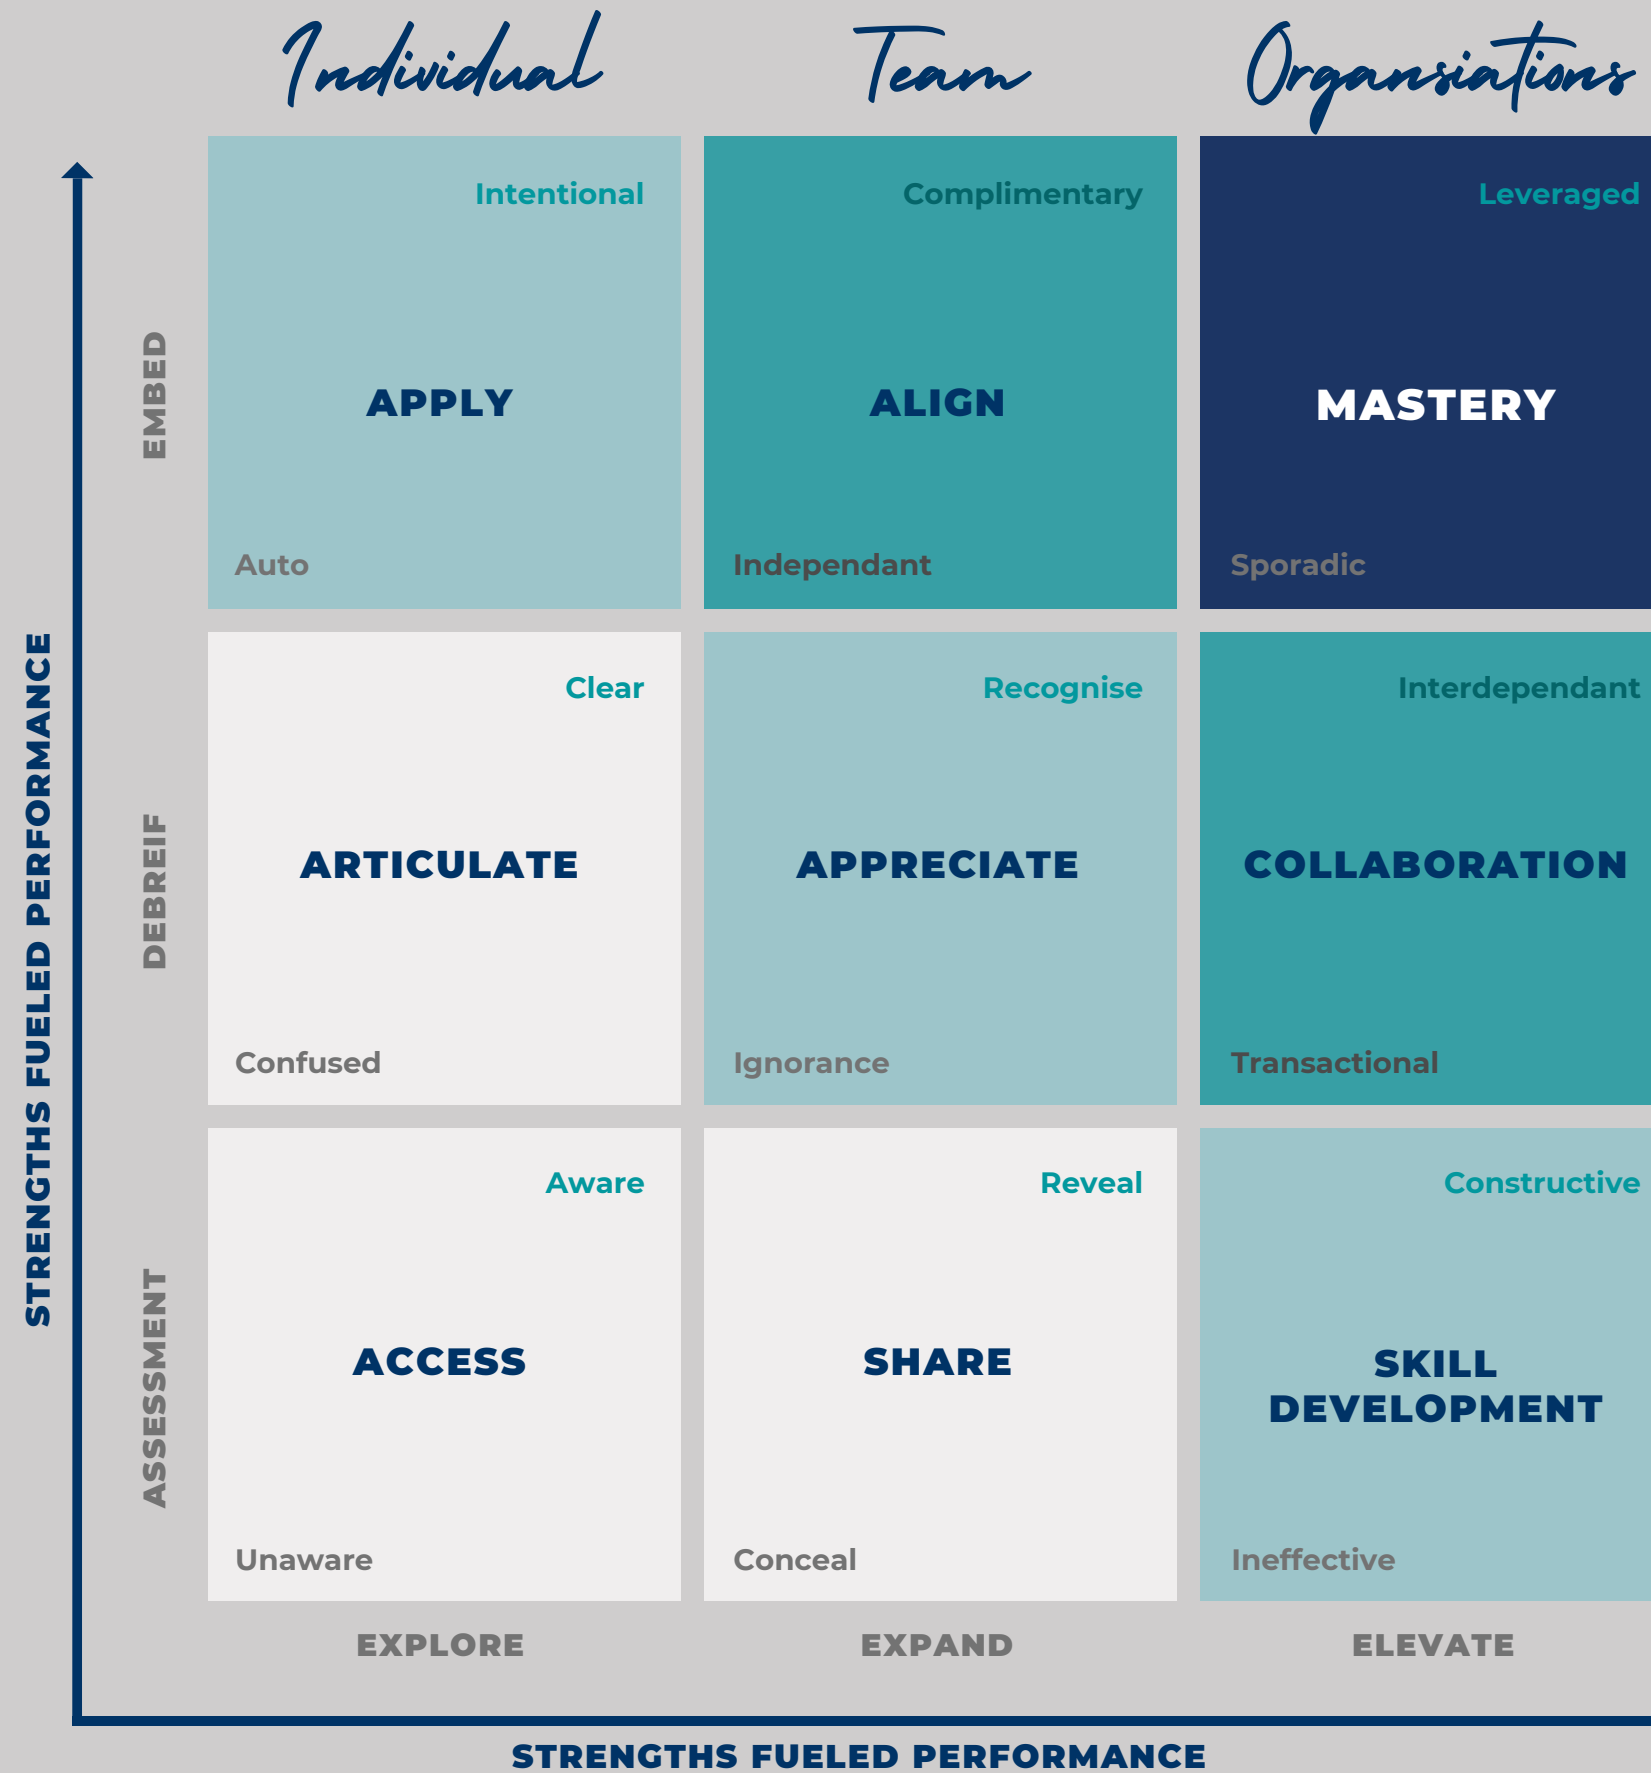 Individual
Team
Organsiations
Intentional
Complimentary
Leveraged
EMBED
APPLY
ALIGN
MASTERY
Auto
Independant
Sporadic
STRENGTHS FUELED PERFORMANCE
Clear
Recognise
Interdependant
DEBREIF
ARTICULATE
APPRECIATE
COLLABORATION
Confused
Ignorance
Transactional
Aware
Reveal
Constructive
ASSESSMENT
ACCESS
SHARE
SKILL
DEVELOPMENT
Unaware
Conceal
Ineffective
EXPLORE
EXPAND
ELEVATE
STRENGTHS FUELED PERFORMANCE